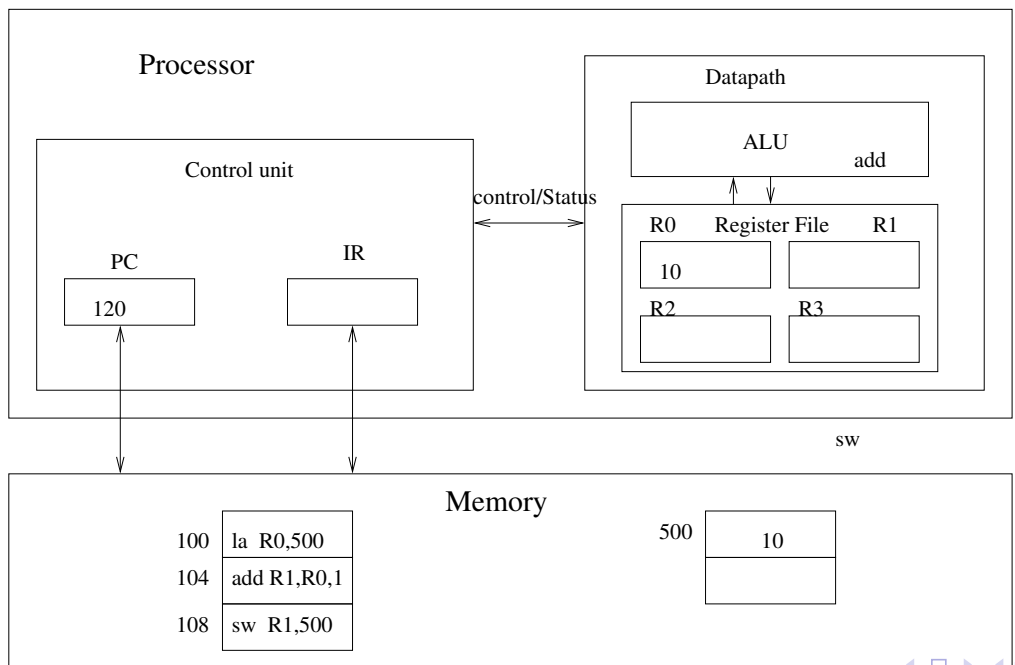 Processor
Datapath
ALU
add
Control unit
control/Status
R0 Register File R1
10
PC
IR
120
R2 R3
sw
Memory
100 la R0,500
500 10
104 add R1,R0,1
108 sw R1,500